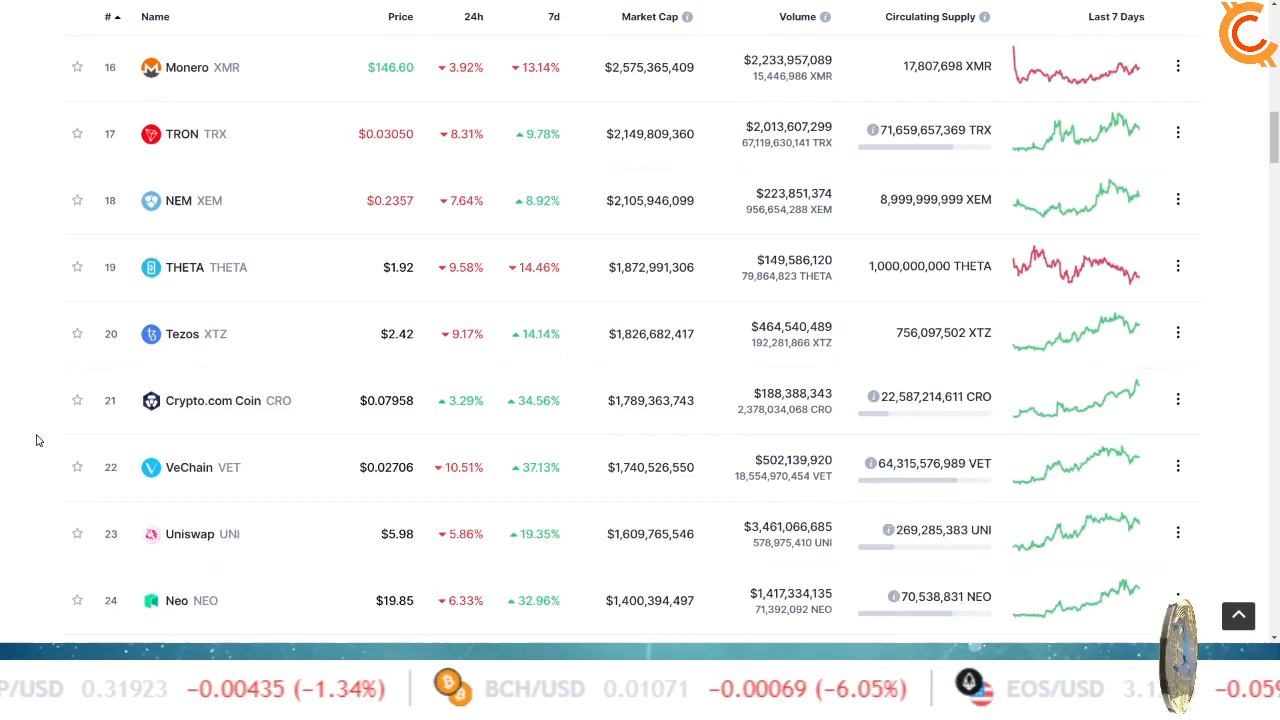 # Name Price 24h 7d Market Cap Volume Circulating Supply Last 7 Days
16 Monero XMR $146.60 3.92% 13.14% $2,575,365,409 $2,233,957,089 17,807,698 XMR
15,446,986 XMR
17 TRON TRX $0.03050 8.31% 9.78% $2,149,809,360 $2,013,607,299 71,659,657,369 TRX
67,119,630,141 TRX
18 NEM XEM $0.2357 7.64% 8.92% $2,105,946,099 $223,851,374 8,999,999,999 XEM
956,654,288 XEM
19 THETA THETA $1.92 9.58% 14.46% $1,872,991,306 $149,586,120 1,000,000,000 THETA
79,864,823 THETA
20 Tezos XTZ $2.42 9.17% 14.14% $1,826,682,417 $464,540,489 756,097,502 XTZ
192,281,866 XTZ
21 Crypto.com Coin CRO $0.07958 3.29% 34.56% $1,789,363,743 $188,388,343 22,587,214,611 CRO
2,378,034,068 CRO
22 VeChain VET $0.02706 10.51% 37.13% $1,740,526,550 $502,139,920 64,315,576,989 VET
18,554,970,454 VET
23 Uniswap UNI $5.98 5.86% 19.35% $1,609,765,546 $3,461,066,685 269,285,383 UNI
578,975,410 UNI
24 Neo NEO $19.85 6.33% 32.96% $1,400,394,497 $1,417,334,135 70,538,831 NEO
71,392,092 NEO
P/USD 0.31923 −0.00435 (−1.34%) BCH/USD 0.01071 −0.00069 (−6.05%) EOS/USD 3.1 −0.05